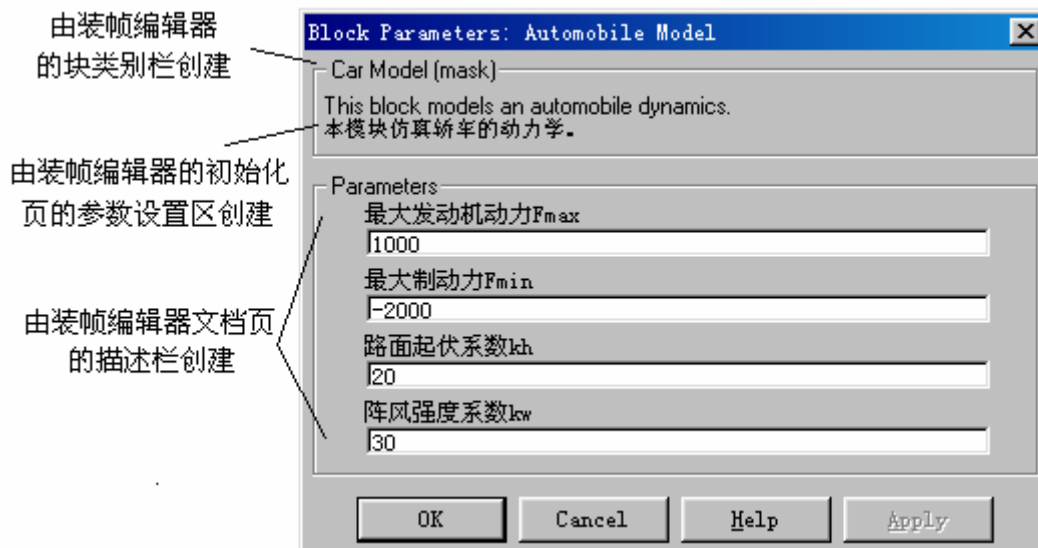 由装帧编辑器
的块类别栏创建
由装帧编辑器的初始化
页的参数设置区创建
由装帧编辑器文档页
的描述栏创建
Block Parameters: Automobile Model
Car Model (mask)
This block models an automobile dynamics.
本模块仿真轿车的动力学。
Parameters
最大发动机动力Fmax
1000
最大制动力Fmin
-2000
路面起伏系数kh
20
阵风强度系数kw
30
OK
Cancel
Help
Apply